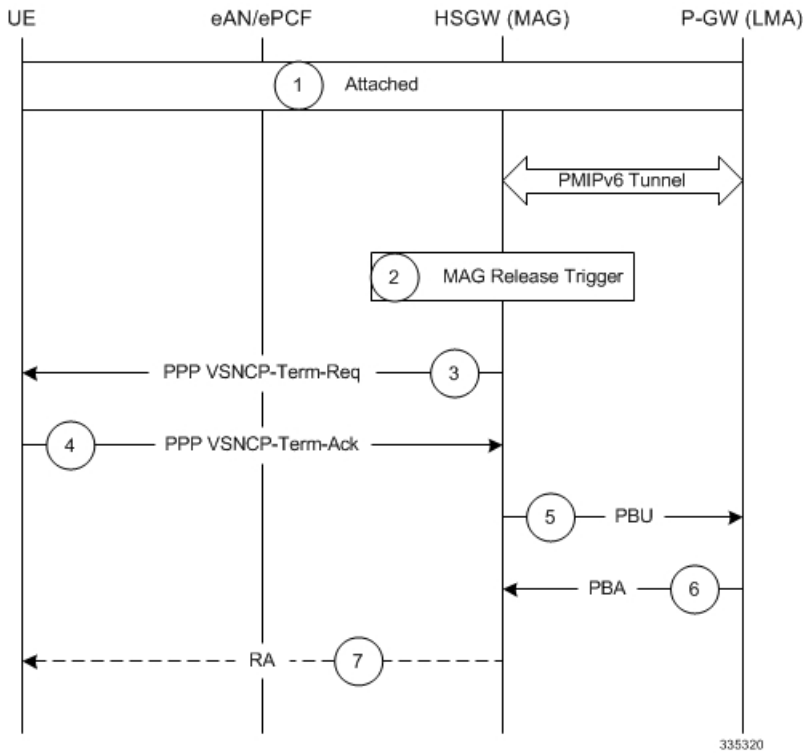 UE eAN/ePCF HSGW (MAG) P-GW (LMA)
1 Attached
PMIPv6 Tunnel
2 MAG Release Trigger
PPP VSNCP-Term-Req 3
4 PPP VSNCP-Term-Ack
5 PBU
PBA 6
RA 7
335320